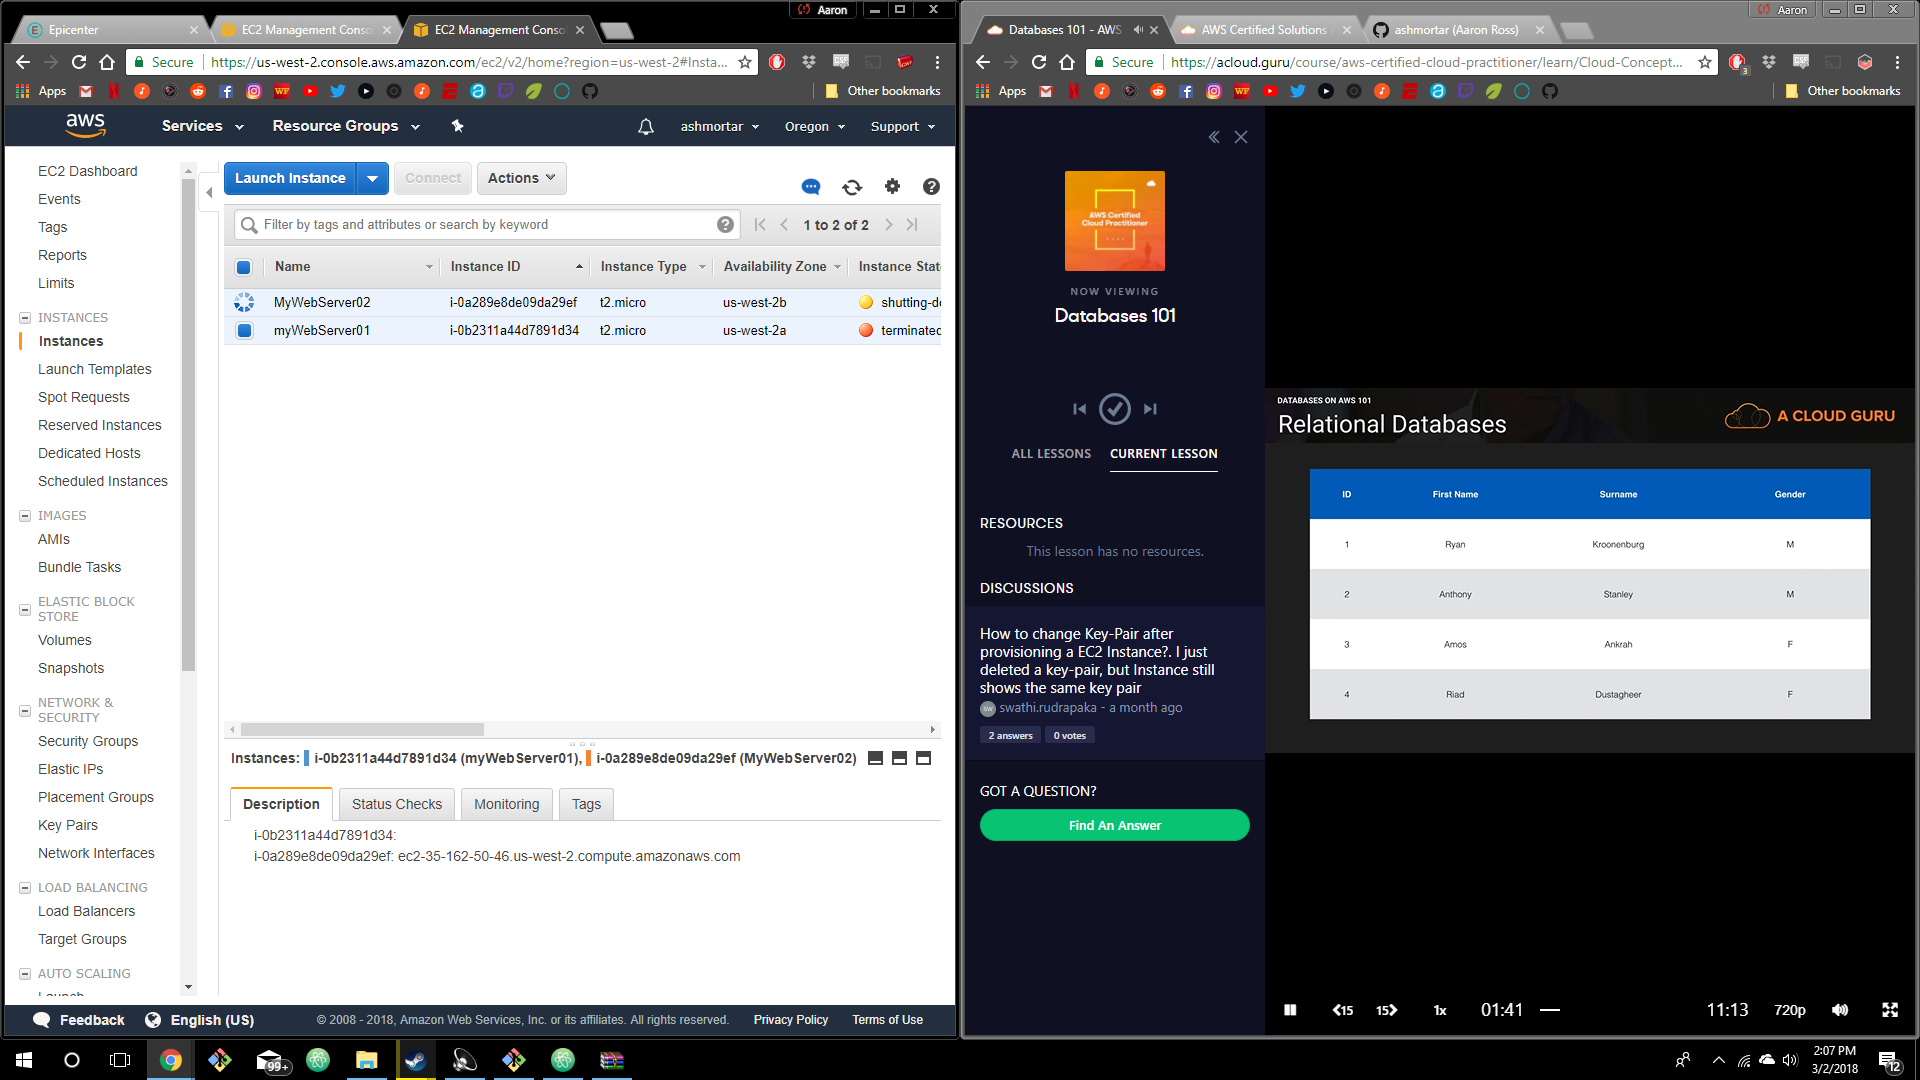 Aaron
Epicenter
EC2 Management Conso
EC2 Management Conso
Secure
https://us-west-2.console.aws.amazon.com/ec2/v2/home?region=us-west-2#Insta...
Apps
Other bookmarks
aws
Services
Resource Groups
ashmortar
Oregon
Support
EC2 Dashboard
Events
Tags
Reports
Limits
INSTANCES
Instances
Launch Templates
Spot Requests
Reserved Instances
Dedicated Hosts
Scheduled Instances
IMAGES
AMIs
Bundle Tasks
ELASTIC BLOCK
STORE
Volumes
Snapshots
NETWORK &
SECURITY
Security Groups
Elastic IPs
Placement Groups
Key Pairs
Network Interfaces
LOAD BALANCING
Load Balancers
Target Groups
AUTO SCALING
Launch
Launch Instance
Connect
Actions
Filter by tags and attributes or search by keyword
1 to 2 of 2
Name
Instance ID
Instance Type
Availability Zone
Instance Stat
MyWebServer02
i-0a289e8de09da29ef
t2.micro
us-west-2b
shutting-do
myWebServer01
i-0b2311a44d7891d34
t2.micro
us-west-2a
terminated
Instances: i-0b2311a44d7891d34 (myWebServer01), i-0a289e8de09da29ef (MyWebServer02)
Description
Status Checks
Monitoring
Tags
i-0b2311a44d7891d34:
i-0a289e8de09da29ef: ec2-35-162-50-46.us-west-2.compute.amazonaws.com
Feedback
English (US)
© 2008 - 2018, Amazon Web Services, Inc. or its affiliates. All rights reserved.
Privacy Policy
Terms of Use
Aaron
Databases 101 - AWS
AWS Certified Solutions A
ashmortar (Aaron Ross)
Secure
https://acloud.guru/course/aws-certified-cloud-practitioner/learn/Cloud-Concept...
3
Apps
Other bookmarks
AWS Certified
Cloud Practitioner
NOW VIEWING
Databases 101
ALL LESSONS
CURRENT LESSON
RESOURCES
This lesson has no resources.
DISCUSSIONS
How to change Key-Pair after
provisioning a EC2 Instance?. I just
deleted a key-pair, but Instance still
shows the same key pair
SW swathi.rudrapaka - a month ago
2 answers
0 votes
GOT A QUESTION?
Find An Answer
DATABASES ON AWS 101
Relational Databases
A CLOUD GURU
ID First Name Surname Gender
1 Ryan Kroonenburg M
2 Anthony Stanley M
3 Amos Ankrah F
4 Riad Dustagheer F
15
15
1x
01:41
11:13
720p
99+
2:07 PM
3/2/2018
12